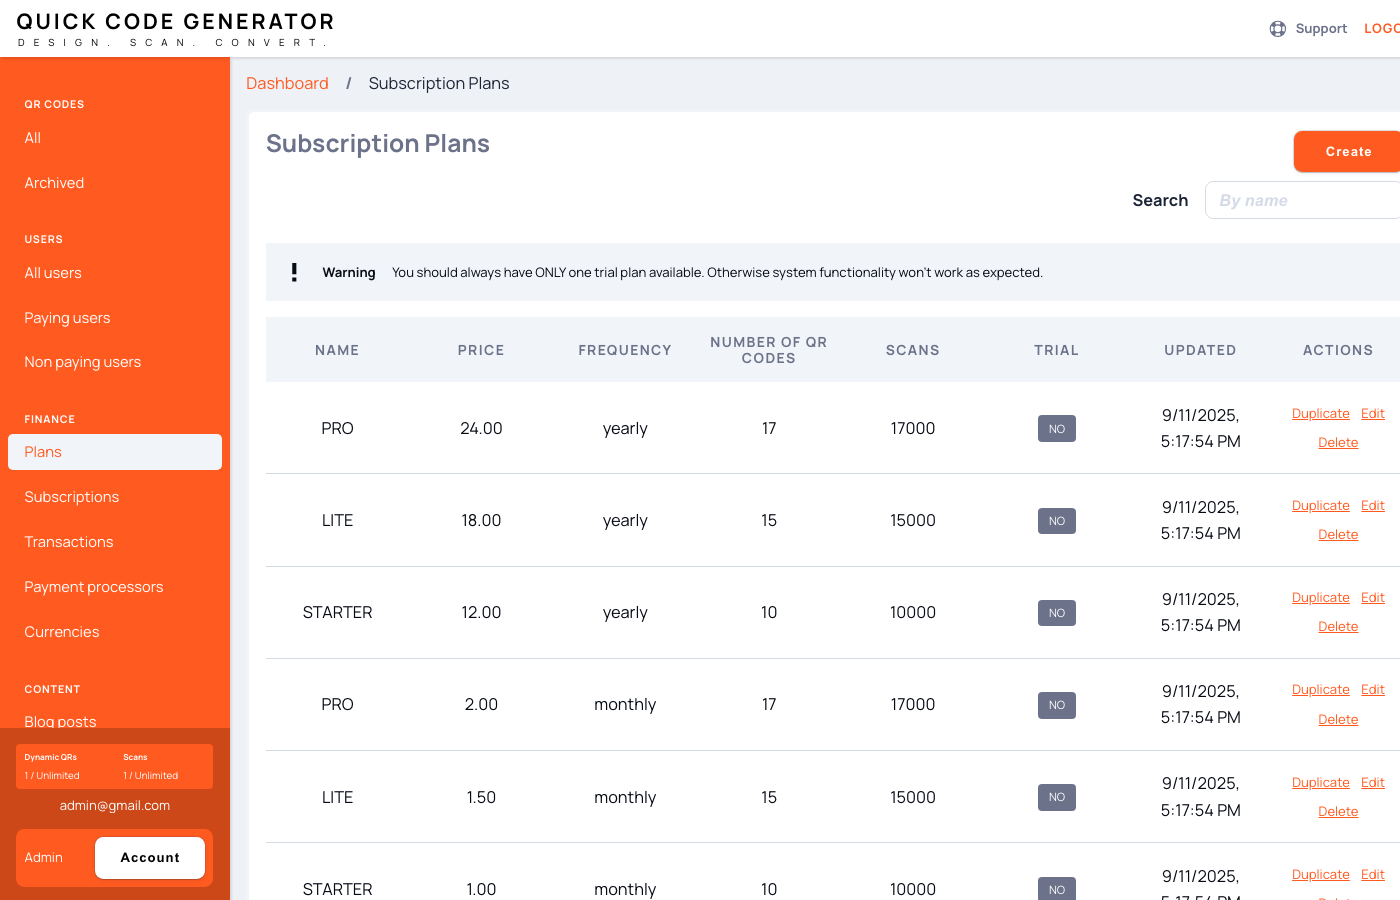 QUICK CODE GENERATOR
DESIGN. SCAN. CONVERT.
Support
Dashboard / Subscription Plans
QR CODES
All
Archived
USERS
All users
Paying users
Non paying users
FINANCE
Plans
Subscriptions
Transactions
Payment processors
Currencies
CONTENT
Blog posts
Dynamic QRs Scans
1 / Unlimited 1 / Unlimited
admin@gmail.com
Admin Account
Subscription Plans
Create
Search By name
Warning You should always have ONLY one trial plan available. Otherwise system functionality won't work as expected.
NAME PRICE FREQUENCY NUMBER OF QR CODES SCANS TRIAL UPDATED ACTIONS
PRO 24.00 yearly 17 17000 NO 9/11/2025, 5:17:54 PM Duplicate Edit Delete
LITE 18.00 yearly 15 15000 NO 9/11/2025, 5:17:54 PM Duplicate Edit Delete
STARTER 12.00 yearly 10 10000 NO 9/11/2025, 5:17:54 PM Duplicate Edit Delete
PRO 2.00 monthly 17 17000 NO 9/11/2025, 5:17:54 PM Duplicate Edit Delete
LITE 1.50 monthly 15 15000 NO 9/11/2025, 5:17:54 PM Duplicate Edit Delete
STARTER 1.00 monthly 10 10000 NO 9/11/2025, Duplicate Edit